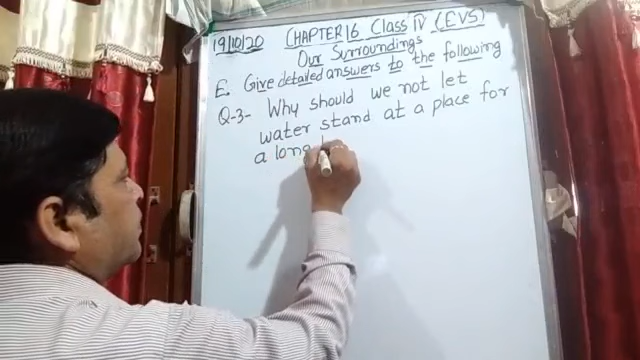 19/10/20 CHAPTER 16 Class IV (EVS)
Our Surroundings
E. Give detailed answers to the following
Q-3- Why should we not let
water stand at a place for
a long